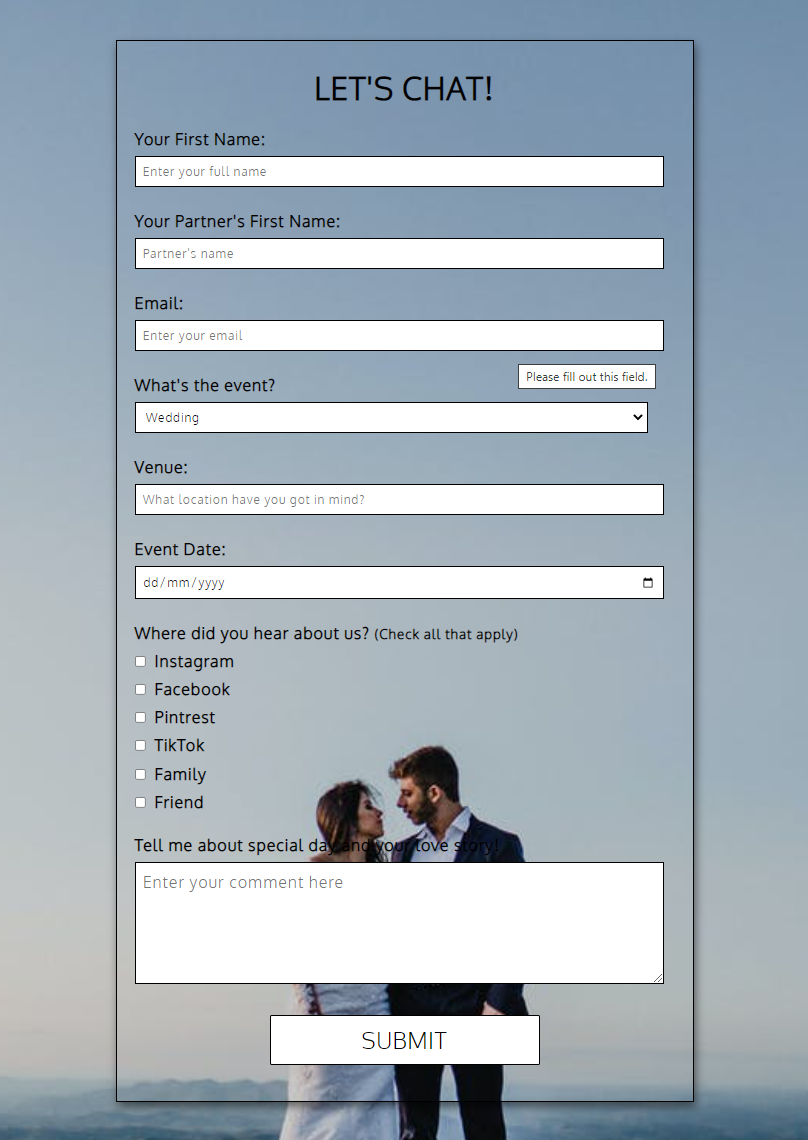 LET'S CHAT!
Your First Name:
Enter your full name
Your Partner's First Name:
Partner's name
Email:
Enter your email
Please fill out this field.
What's the event?
Wedding
Venue:
What location have you got in mind?
Event Date:
dd/mm/yyyy
Where did you hear about us? (Check all that apply)
Instagram
Facebook
Pintrest
TikTok
Family
Friend
Tell me about special day and your love story!
Enter your comment here
SUBMIT